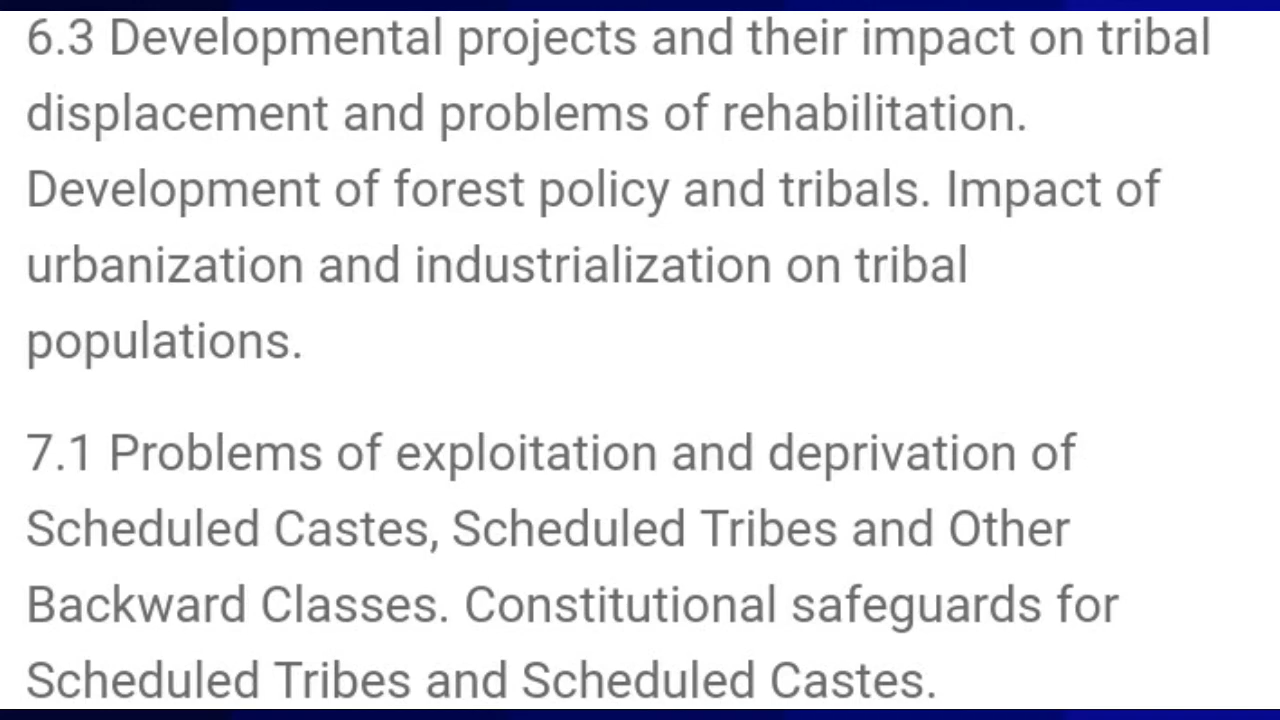 6.3 Developmental projects and their impact on tribal
displacement and problems of rehabilitation.
Development of forest policy and tribals. Impact of
urbanization and industrialization on tribal
populations.
7.1 Problems of exploitation and deprivation of
Scheduled Castes, Scheduled Tribes and Other
Backward Classes. Constitutional safeguards for
Scheduled Tribes and Scheduled Castes.